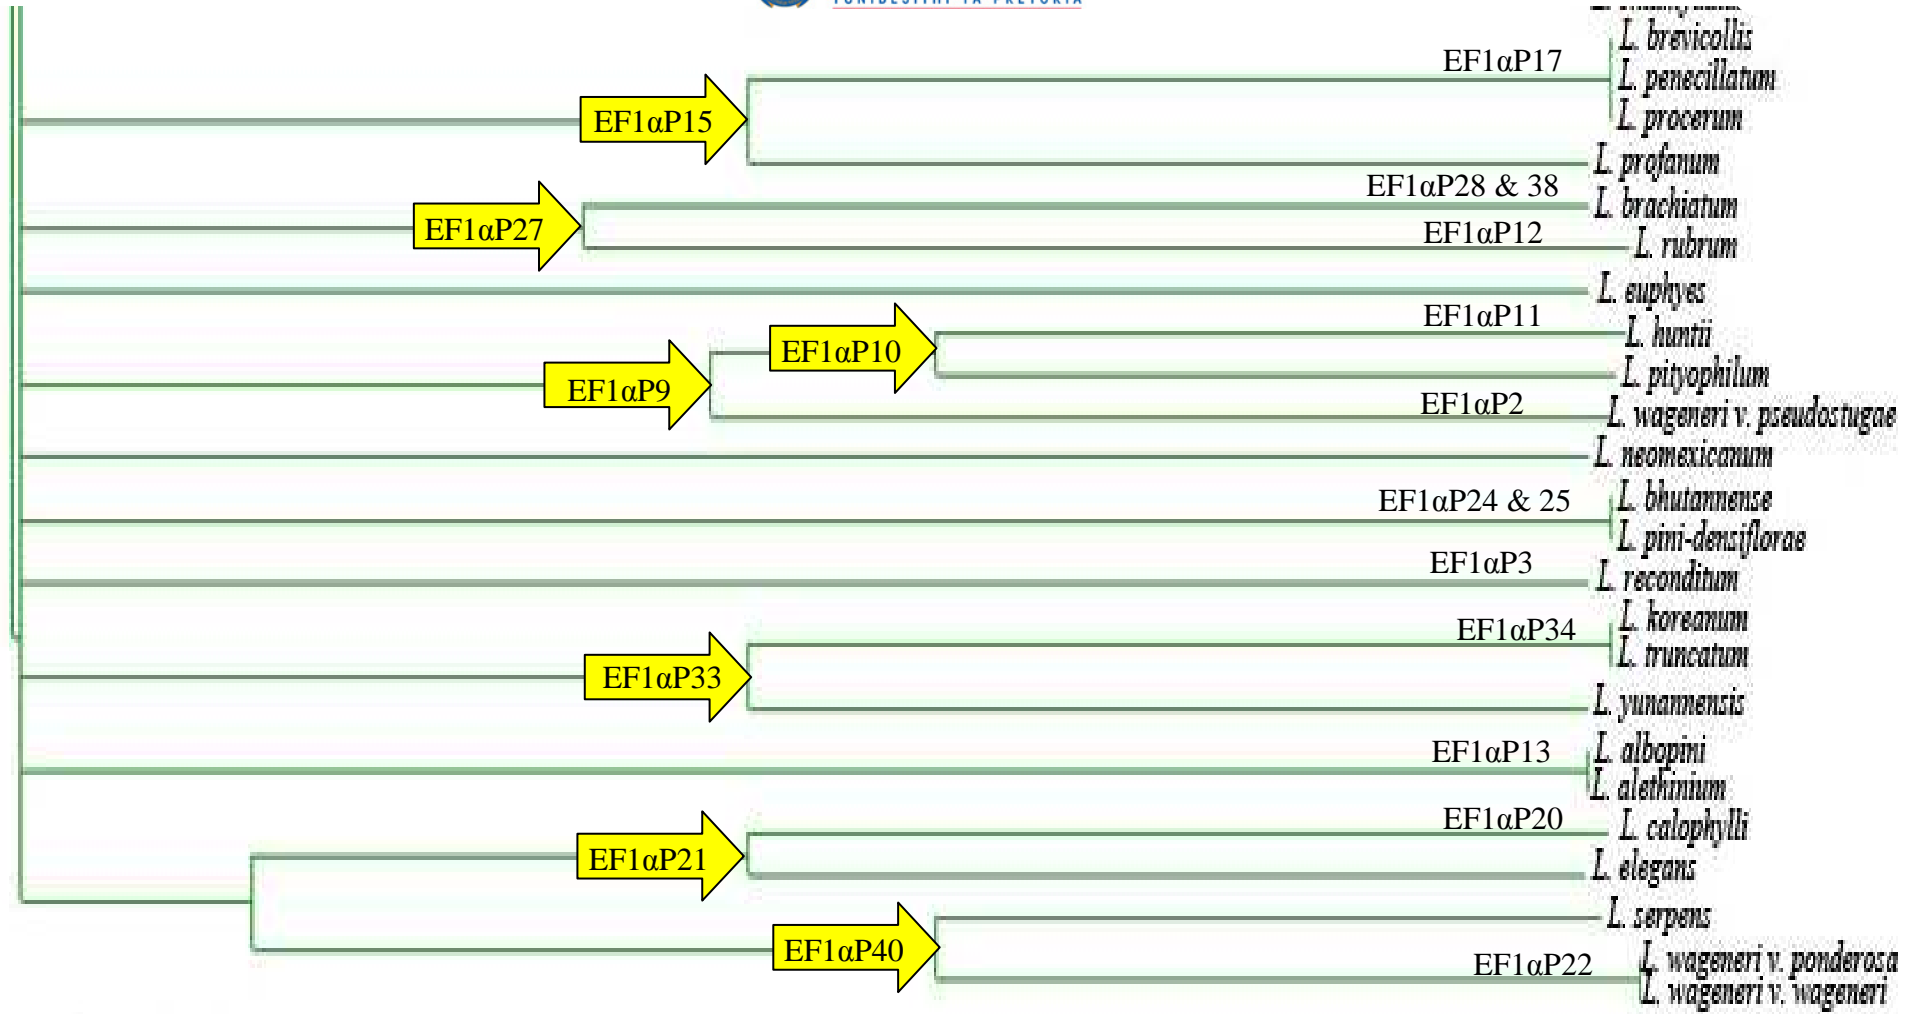 L. brevicollis
EF1αP17
L. penecillatum
EF1αP15
L. procerum
L. profanum
EF1αP28 & 38
L. brachiatum
EF1αP27
EF1αP12
L. rubrum
L. euphyes
EF1αP11
L. huntii
EF1αP10
L. pityophilum
EF1αP9
EF1αP2
L. wageneri v. pseudostugae
L. neomexicanum
EF1αP24 & 25
L. bhutannense
L. pini-densiflorae
EF1αP3
L. reconditum
L. koreanum
EF1αP34
L. truncatum
EF1αP33
L. yunannensis
EF1αP13
L. albopini
L. alethinium
EF1αP20
L. calophylli
EF1αP21
L. elegans
L. serpens
EF1αP40
EF1αP22
L. wageneri v. ponderosa
L. wageneri v. wageneri